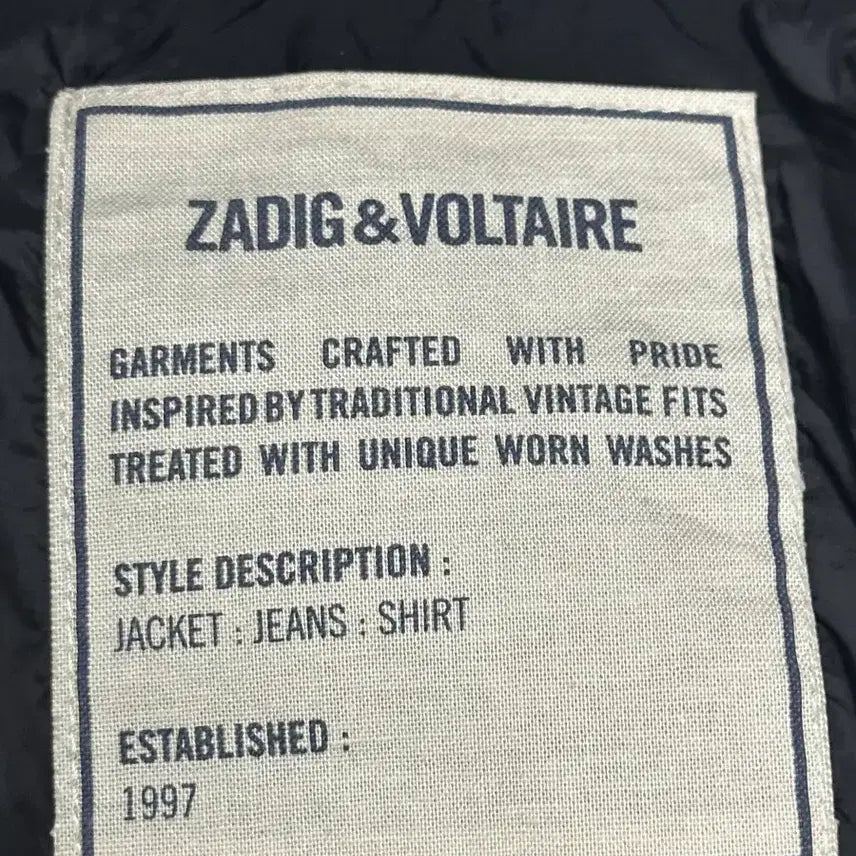 ZADIG&VOLTAIRE
GARMENTS CRAFTED WITH PRIDE
INSPIRED BY TRADITIONAL VINTAGE FITS
TREATED WITH UNIQUE WORN WASHES
STYLE DESCRIPTION :
JACKET : JEANS : SHIRT
ESTABLISHED :
1997